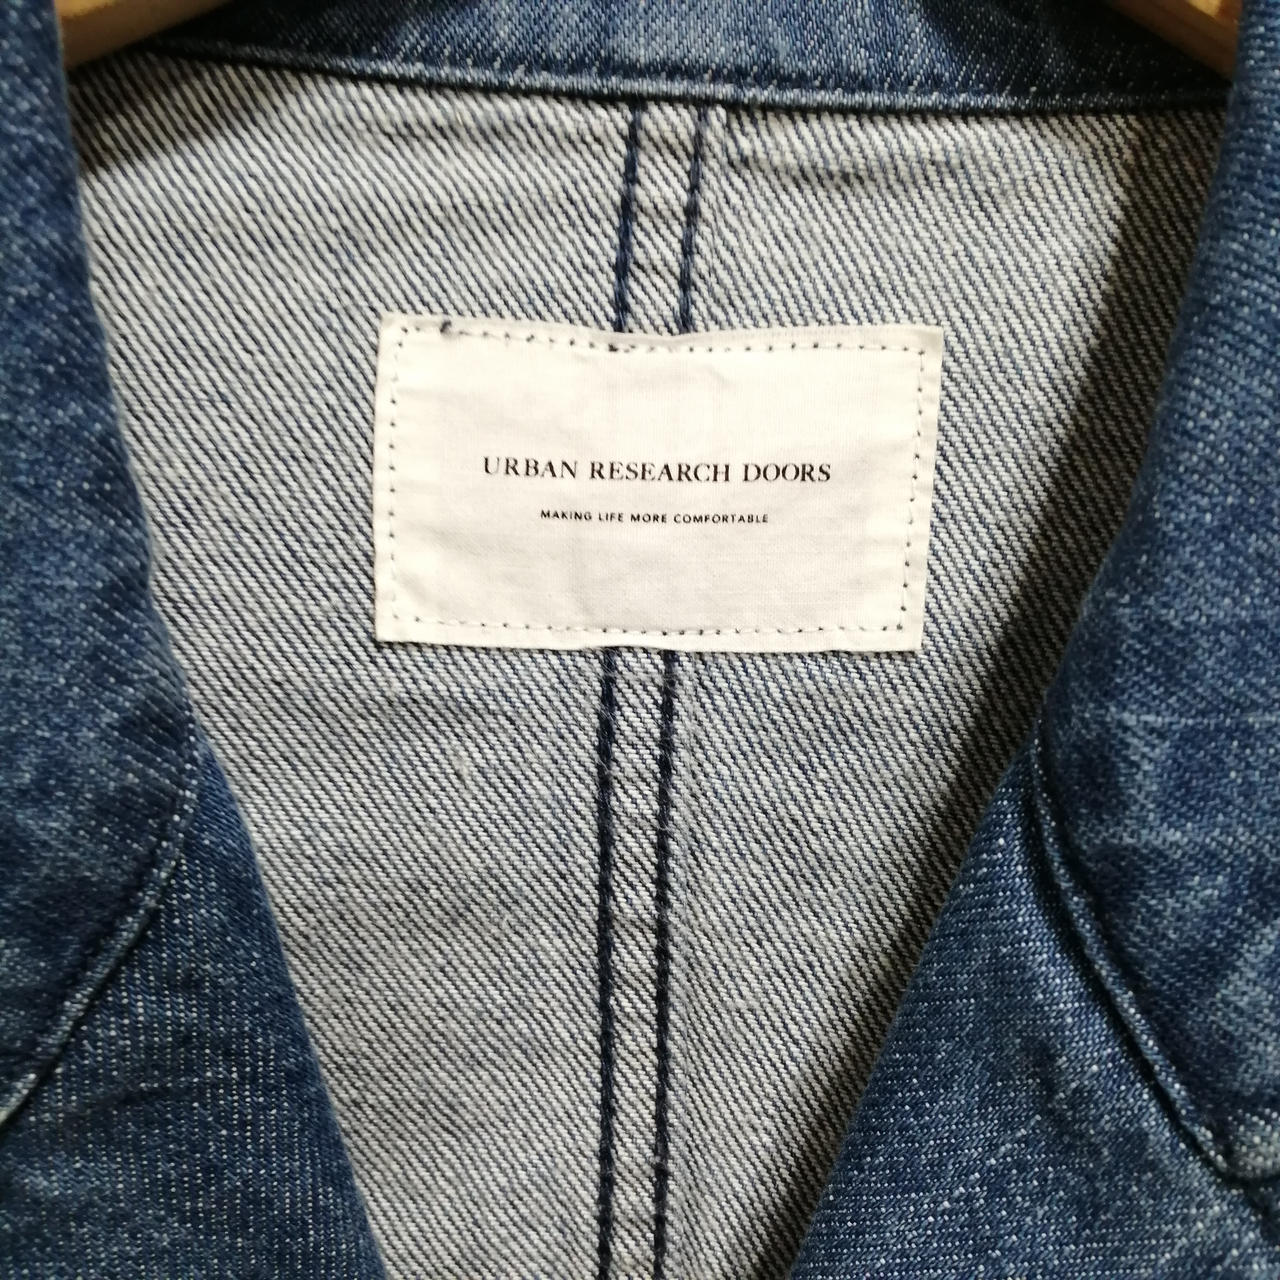 URBAN RESEARCH DOORS
MAKING LIFE MORE COMFORTABLE